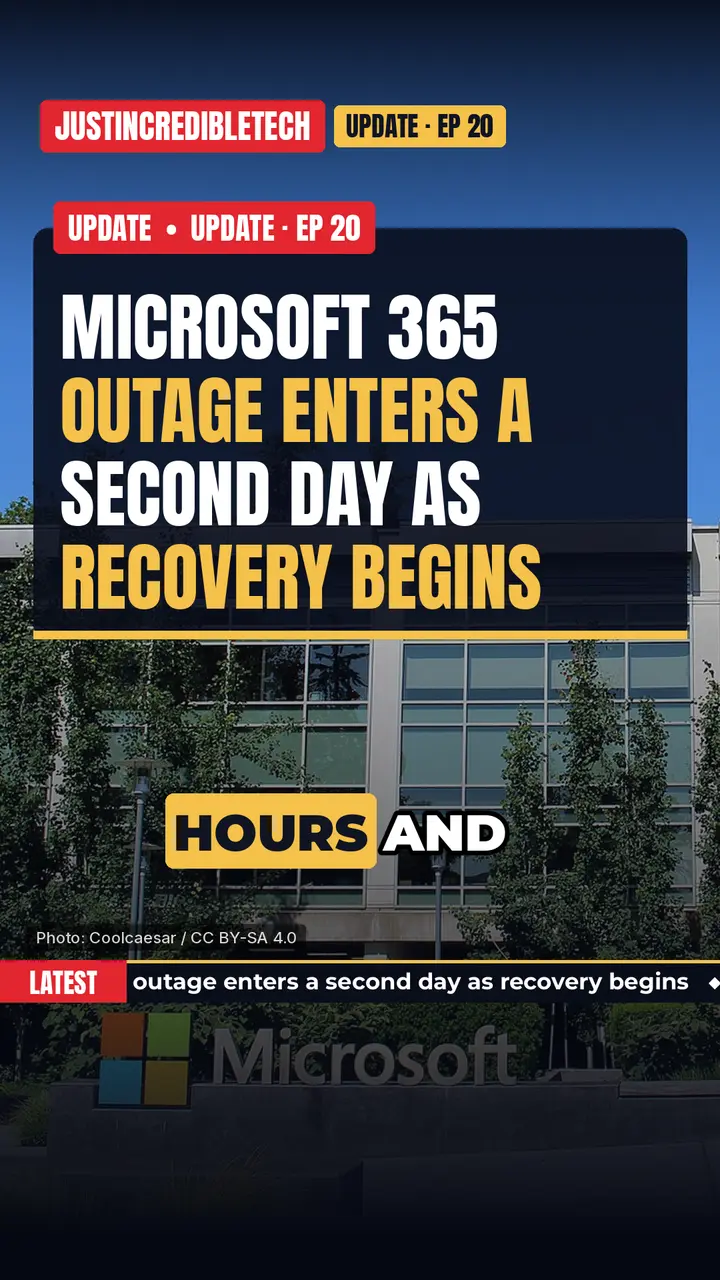 JUSTINCREDIBLETECH
UPDATE · EP 20
UPDATE • UPDATE · EP 20
MICROSOFT 365
OUTAGE ENTERS A
SECOND DAY AS
RECOVERY BEGINS
HOURS AND
Photo: Coolcaesar / CC BY-SA 4.0
LATEST outage enters a second day as recovery begins ◆
Microsoft